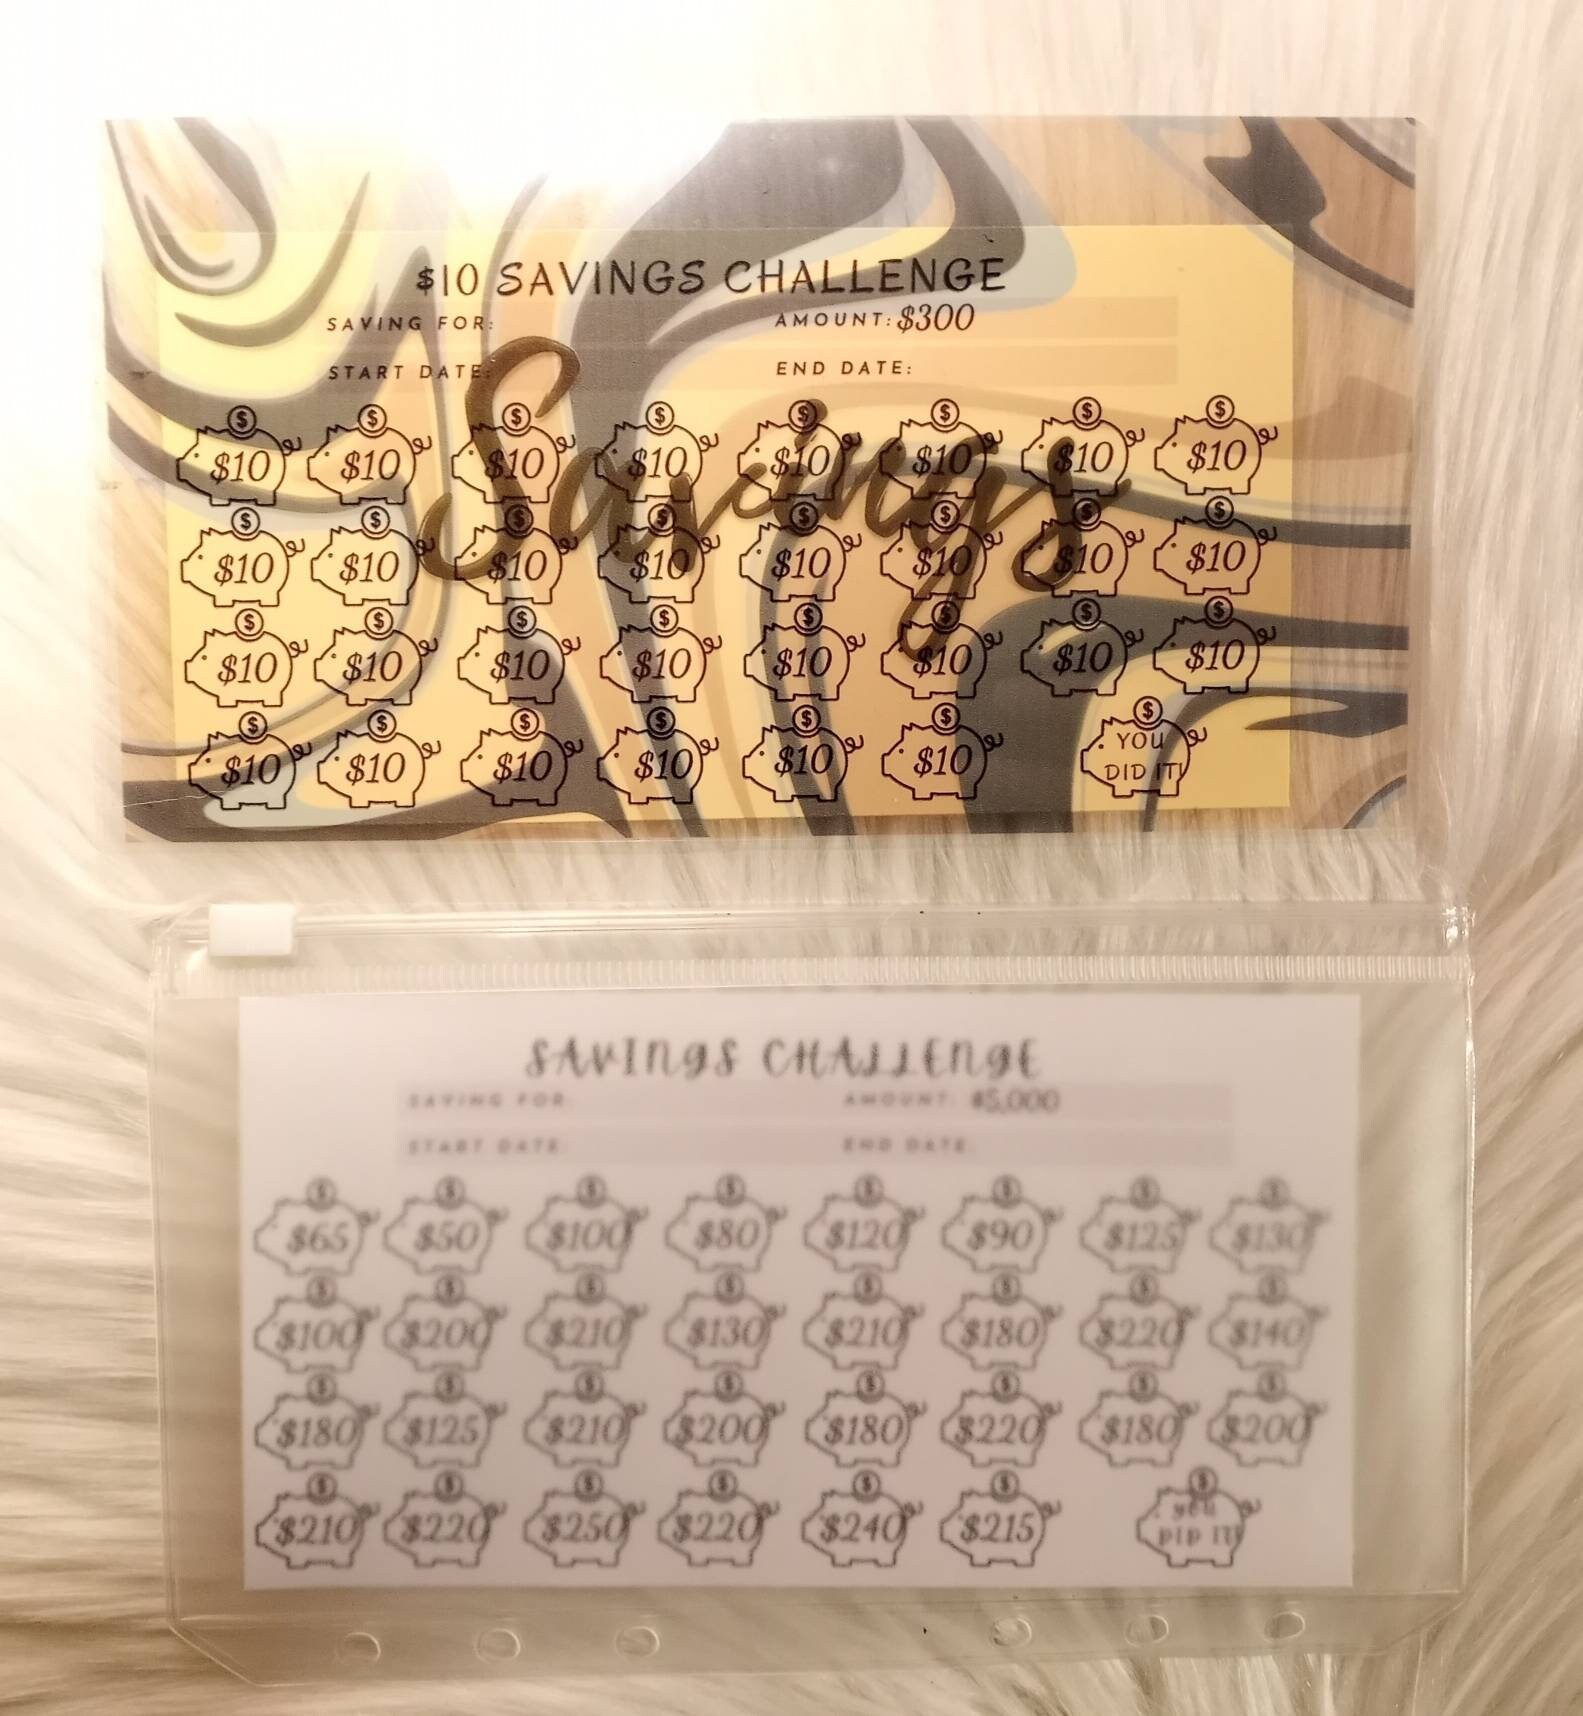 $10 SAVINGS CHALLENGE
SAVING FOR: AMOUNT: $300
START DATE: END DATE:
Savings
$10 $10 $10 $10 $10 $10 $10 $10
$10 $10 $10 $10 $10 $10 $10 $10
$10 $10 $10 $10 $10 $10 $10 $10
$10 $10 $10 $10 $10 $10 YOU
DID IT!
SAVINGS CHALLENGE
SAVING FOR: AMOUNT: $5,000
START DATE: END DATE:
$65 $50 $100 $80 $120 $90 $125 $130
$100 $200 $210 $130 $210 $180 $220 $140
$180 $125 $210 $200 $180 $220 $180 $200
$210 $220 $250 $220 $240 $215 you
DID IT!